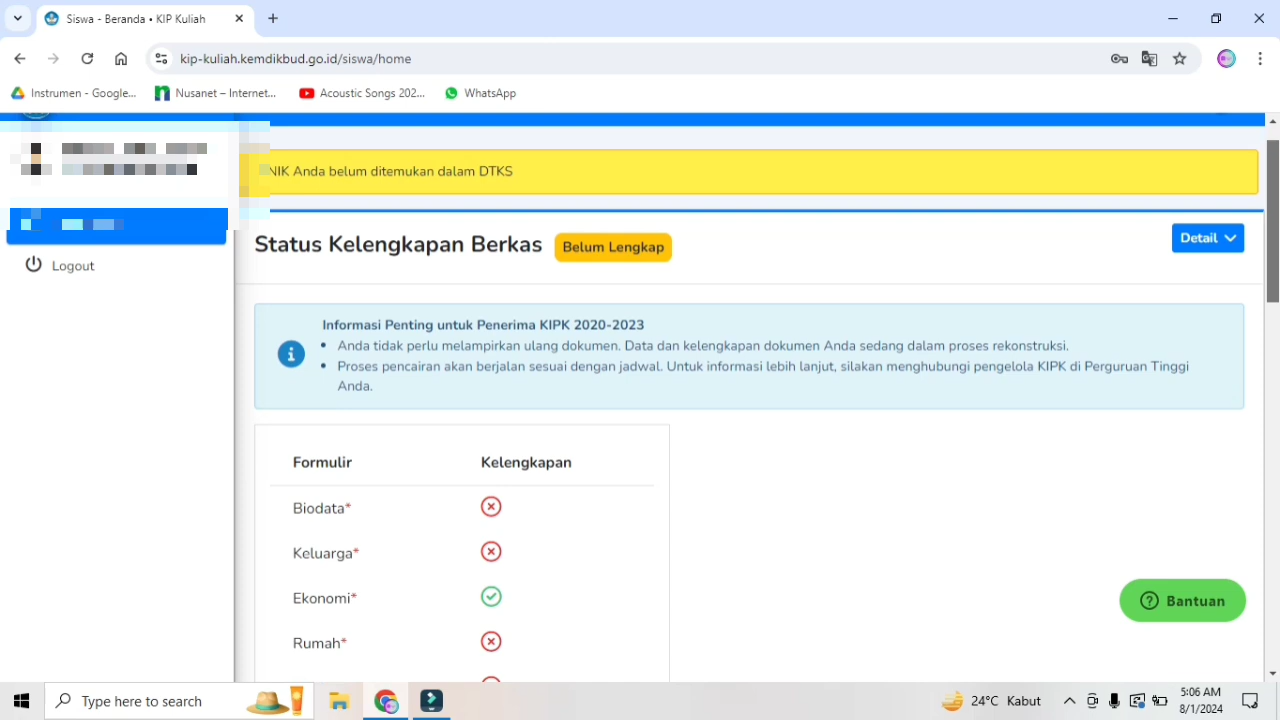 Siswa - Beranda • KIP Kuliah
kip-kuliah.kemdikbud.go.id/siswa/home
Instrumen - Google...
Nusanet – Internet...
Acoustic Songs 202...
WhatsApp
NIK Anda belum ditemukan dalam DTKS
Status Kelengkapan Berkas
Belum Lengkap
Detail
Logout
Informasi Penting untuk Penerima KIPK 2020-2023
• Anda tidak perlu melampirkan ulang dokumen. Data dan kelengkapan dokumen Anda sedang dalam proses rekonstruksi.
• Proses pencairan akan berjalan sesuai dengan jadwal. Untuk informasi lebih lanjut, silakan menghubungi pengelola KIPK di Perguruan Tinggi
Anda.
Formulir Kelengkapan
Biodata*
Keluarga*
Ekonomi*
Rumah*
Bantuan
Type here to search
24°C Kabut
5:06 AM
8/1/2024